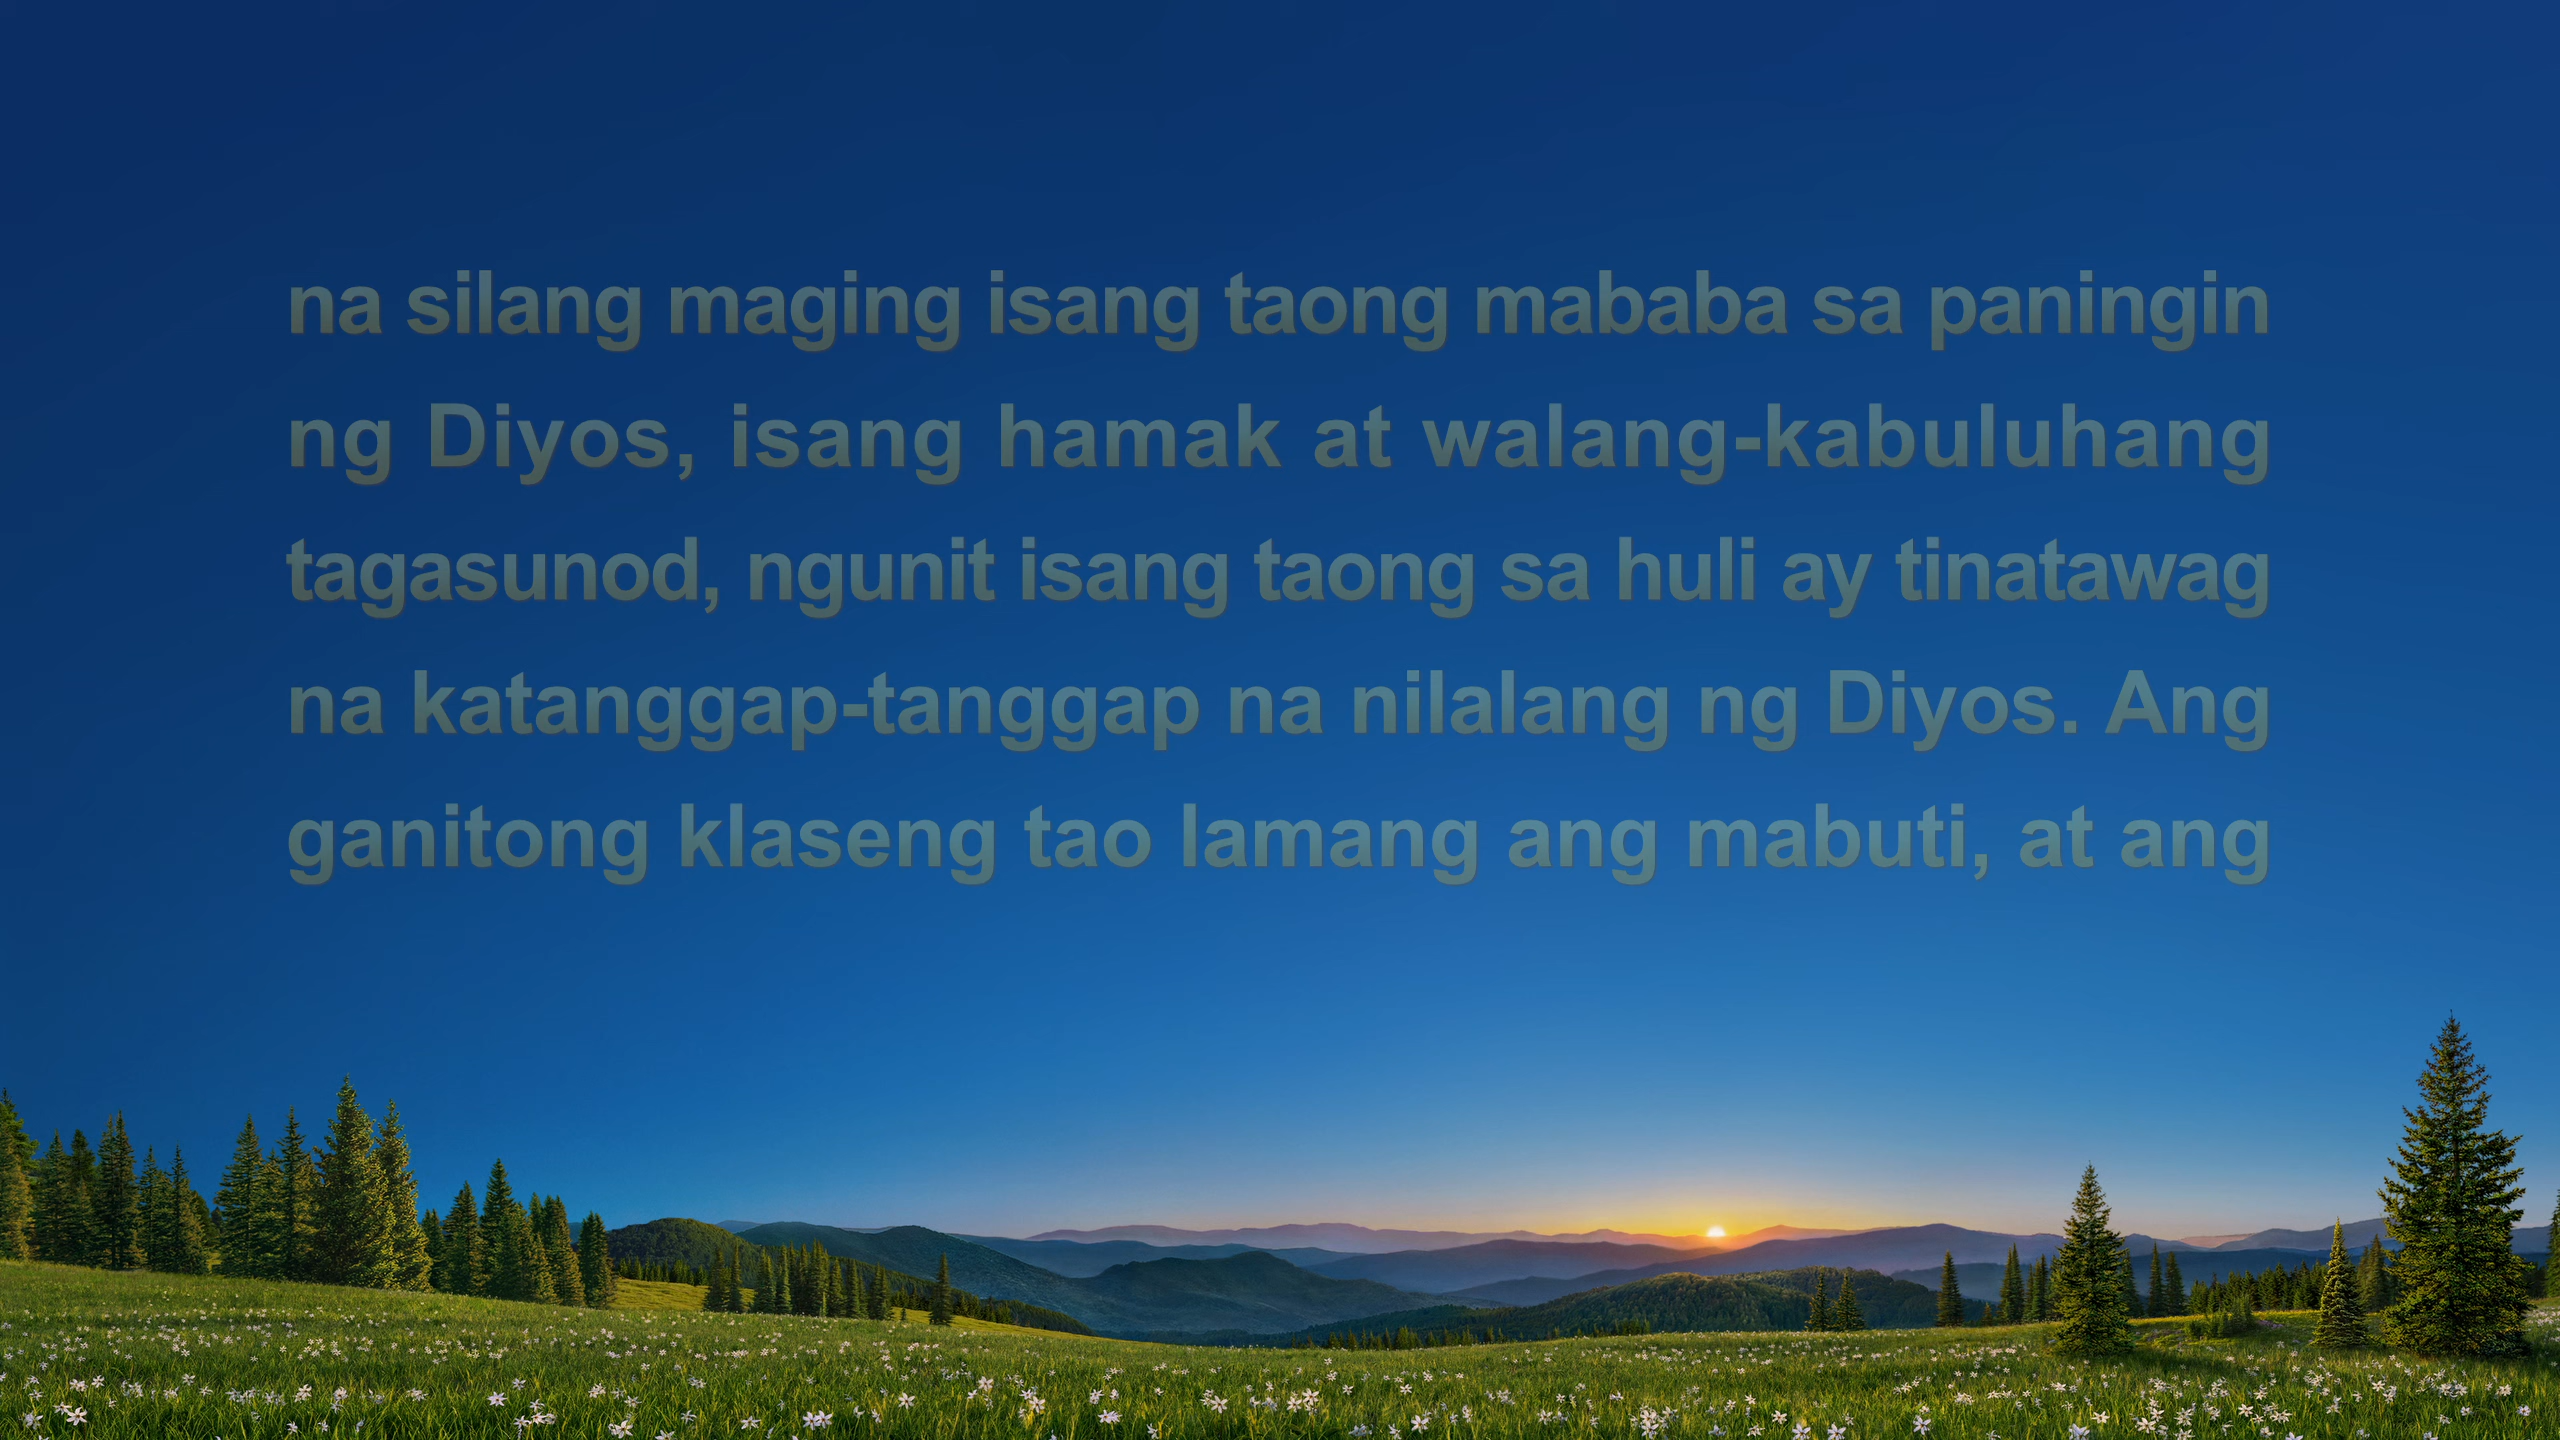 na silang maging isang taong mababa sa paningin
ng Diyos, isang hamak at walang-kabuluhang
tagasunod, ngunit isang taong sa huli ay tinatawag
na katanggap-tanggap na nilalang ng Diyos. Ang
ganitong klaseng tao lamang ang mabuti, at ang